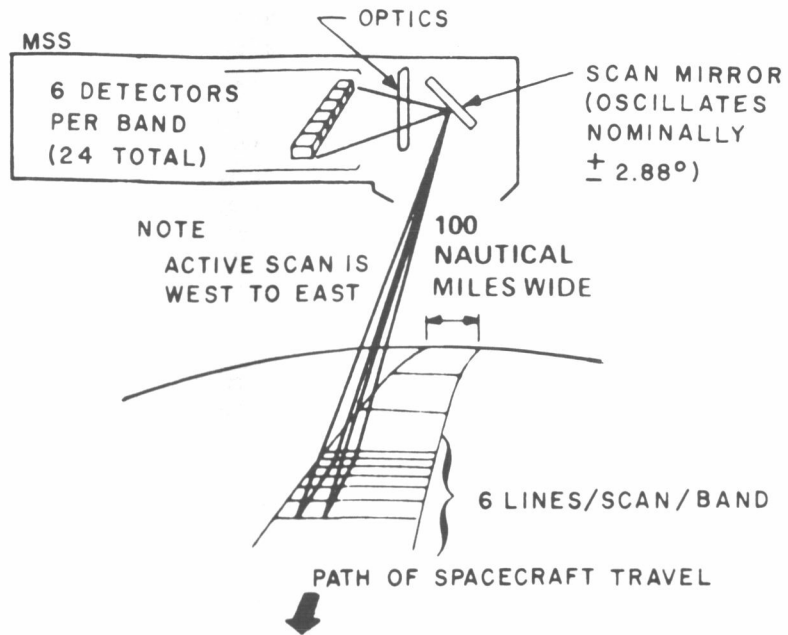 OPTICS
MSS
6 DETECTORS
PER BAND
(24 TOTAL)
SCAN MIRROR
(OSCILLATES
NOMINALLY
± 2.88°)
NOTE
ACTIVE SCAN IS
WEST TO EAST
100
NAUTICAL
MILES WIDE
6 LINES/SCAN/BAND
PATH OF SPACECRAFT TRAVEL